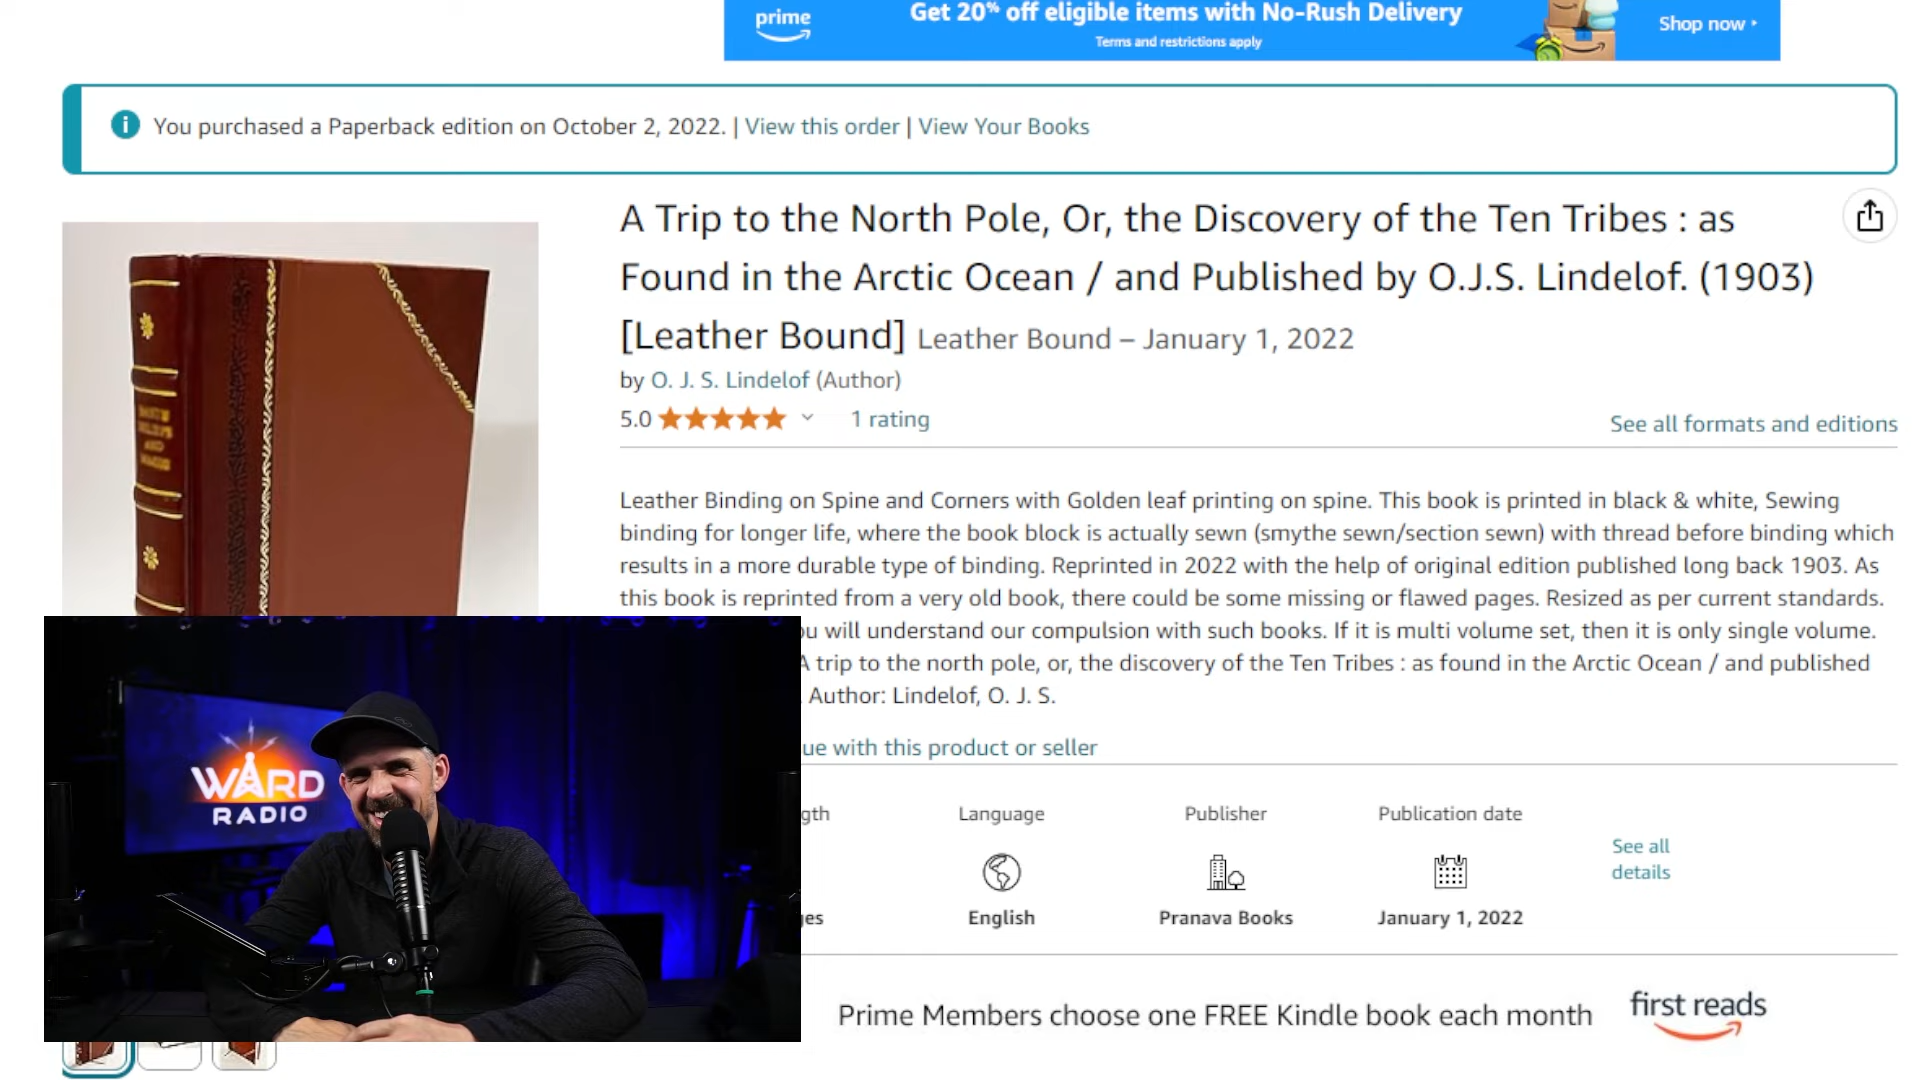 prime
Get 20% off eligible items with No-Rush Delivery
Terms and restrictions apply
Shop now
You purchased a Paperback edition on October 2, 2022. | View this order | View Your Books
A Trip to the North Pole, Or, the Discovery of the Ten Tribes : as
Found in the Arctic Ocean / and Published by O.J.S. Lindelof. (1903)
[Leather Bound] Leather Bound – January 1, 2022
by O. J. S. Lindelof (Author)
5.0
1 rating
See all formats and editions
Leather Binding on Spine and Corners with Golden leaf printing on spine. This book is printed in black & white, Sewing
binding for longer life, where the book block is actually sewn (smythe sewn/section sewn) with thread before binding which
results in a more durable type of binding. Reprinted in 2022 with the help of original edition published long back 1903. As
this book is reprinted from a very old book, there could be some missing or flawed pages. Resized as per current standards.
will understand our compulsion with such books. If it is multi volume set, then it is only single volume.
A trip to the north pole, or, the discovery of the Ten Tribes : as found in the Arctic Ocean / and published
Author: Lindelof, O. J. S.
with this product or seller
Language
Publisher
Publication date
See all
details
English
Pranava Books
January 1, 2022
WARD
RADIO
Prime Members choose one FREE Kindle book each month
first reads